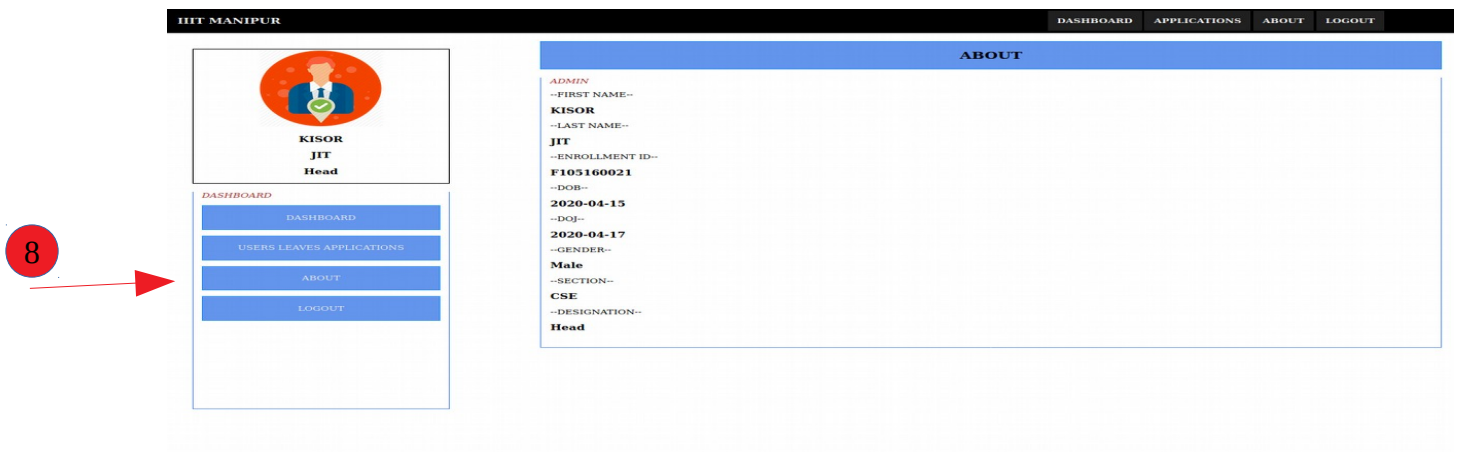 IIIT MANIPUR
DASHBOARD APPLICATIONS ABOUT LOGOUT
KISOR
JIT
Head
DASHBOARD
DASHBOARD
USERS LEAVES APPLICATIONS
ABOUT
LOGOUT
8
ABOUT
ADMIN
--FIRST NAME--
KISOR
--LAST NAME--
JIT
--ENROLLMENT ID--
F105160021
--DOB--
2020-04-15
--DOJ--
2020-04-17
--GENDER--
Male
--SECTION--
CSE
--DESIGNATION--
Head